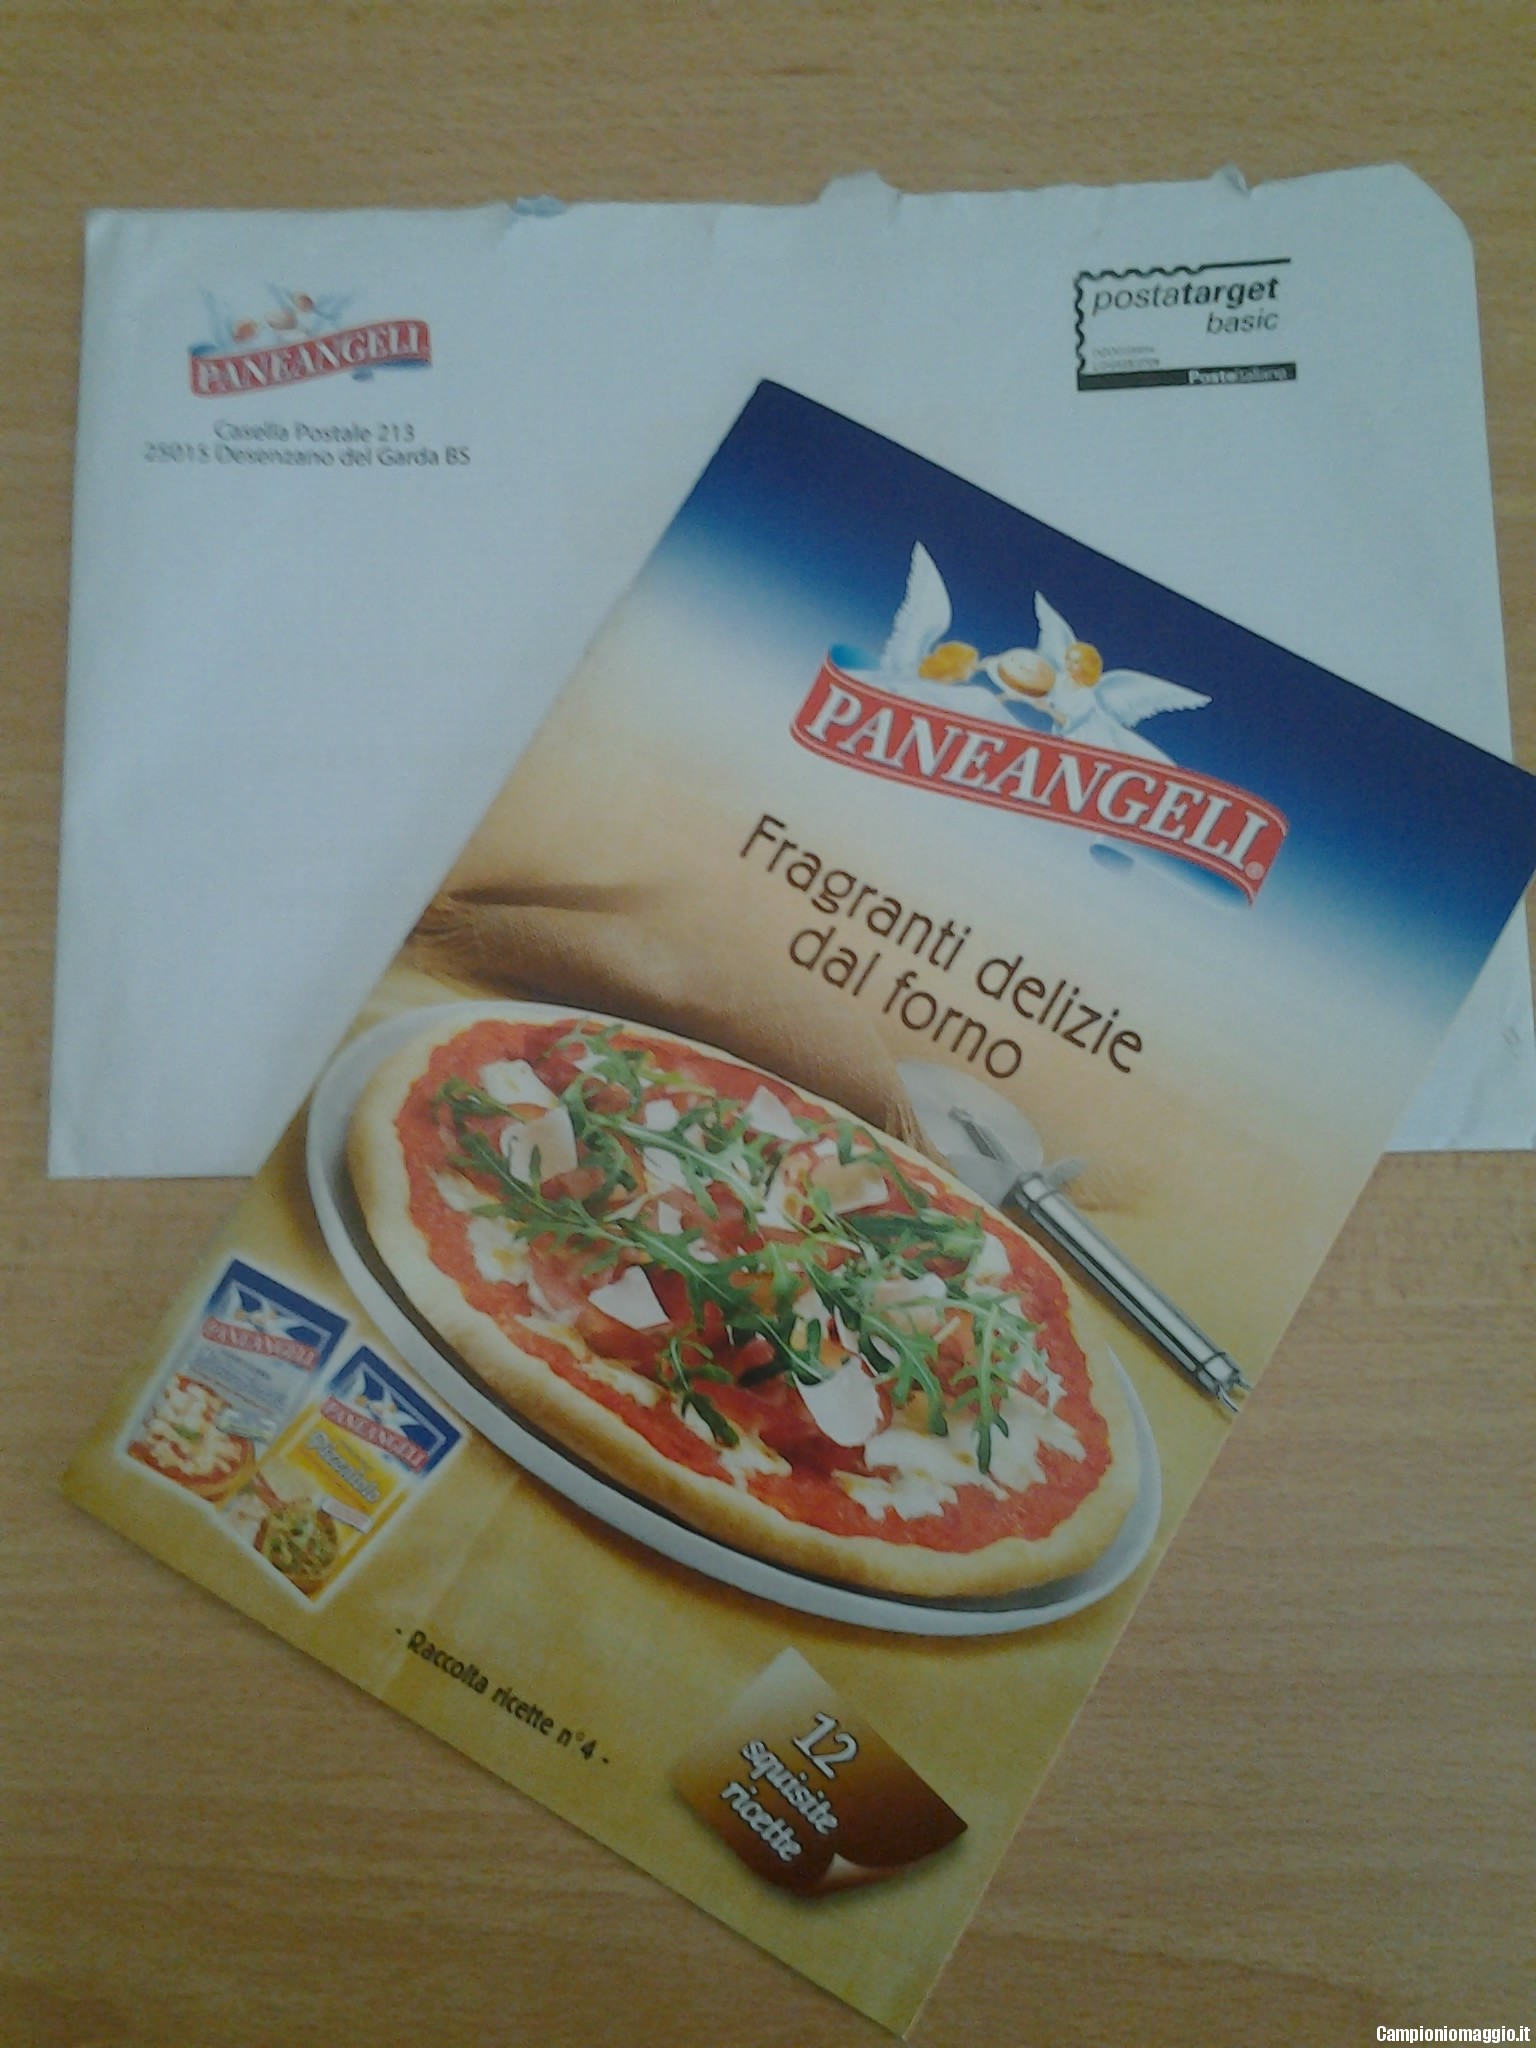 PANEANGELI
Casella Postale 213
25015 Desenzano del Garda BS
postatarget
basic
Posteitaliane
PANEANGELI®
Fragranti delizie
dal forno
PANEANGELI
PANEANGELI
- Raccolta ricette n°4 -
12
squisite
ricette
Campioniomaggio.it